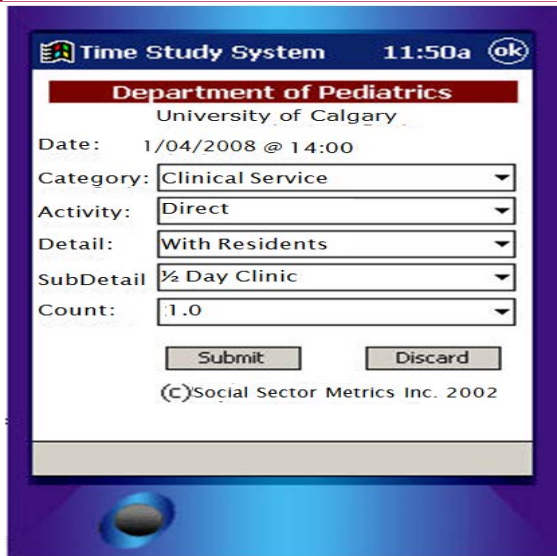 Time Study System 11:50a ok
Department of Pediatrics
University of Calgary
Date: 1/04/2008 @ 14:00
Category: Clinical Service
Activity: Direct
Detail: With Residents
SubDetail ½ Day Clinic
Count: 1.0
Submit Discard
(c) Social Sector Metrics Inc. 2002